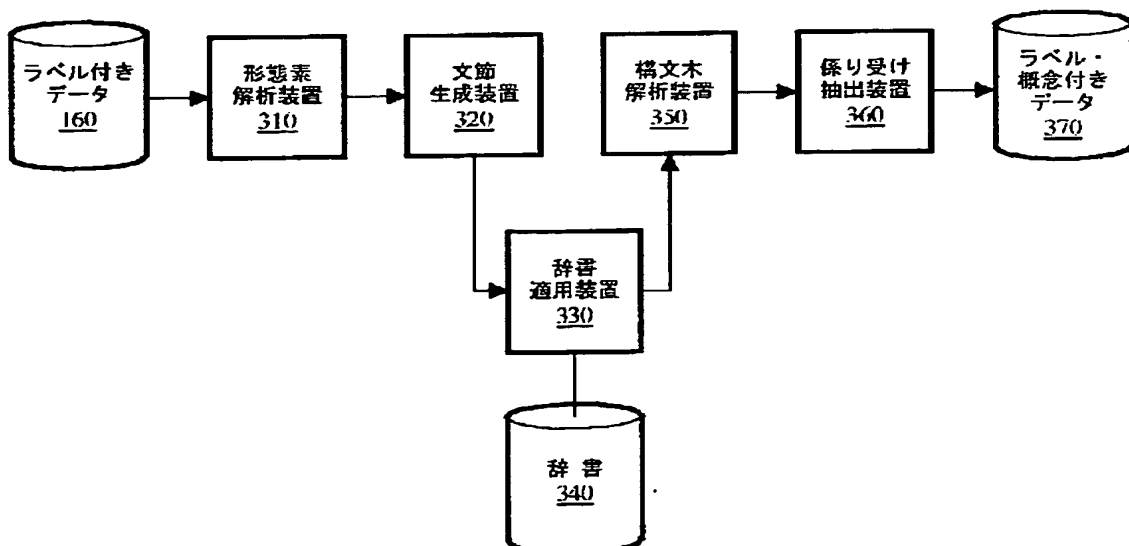 ラベル付き
データ
160
形態素
解析装置
310
文節
生成装置
320
構文木
解析装置
350
係り受け
抽出装置
360
ラベル・
概念付き
データ
370
辞書
適用装置
330
辞書
340